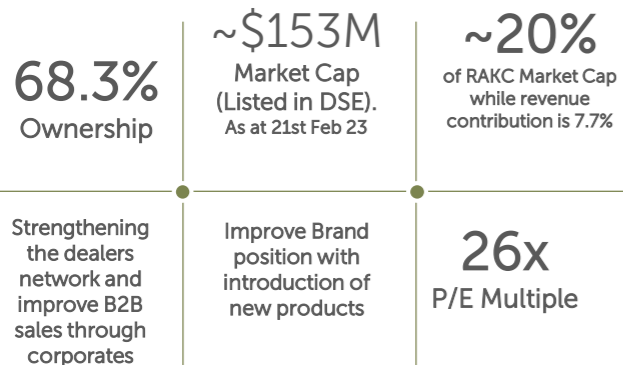 68.3%
Ownership
~$153M
Market Cap
(Listed in DSE).
As at 21st Feb 23
~20%
of RAKC Market Cap
while revenue
contribution is 7.7%
Strengthening
the dealers
network and
improve B2B
sales through
corporates
Improve Brand
position with
introduction of
new products
26x
P/E Multiple